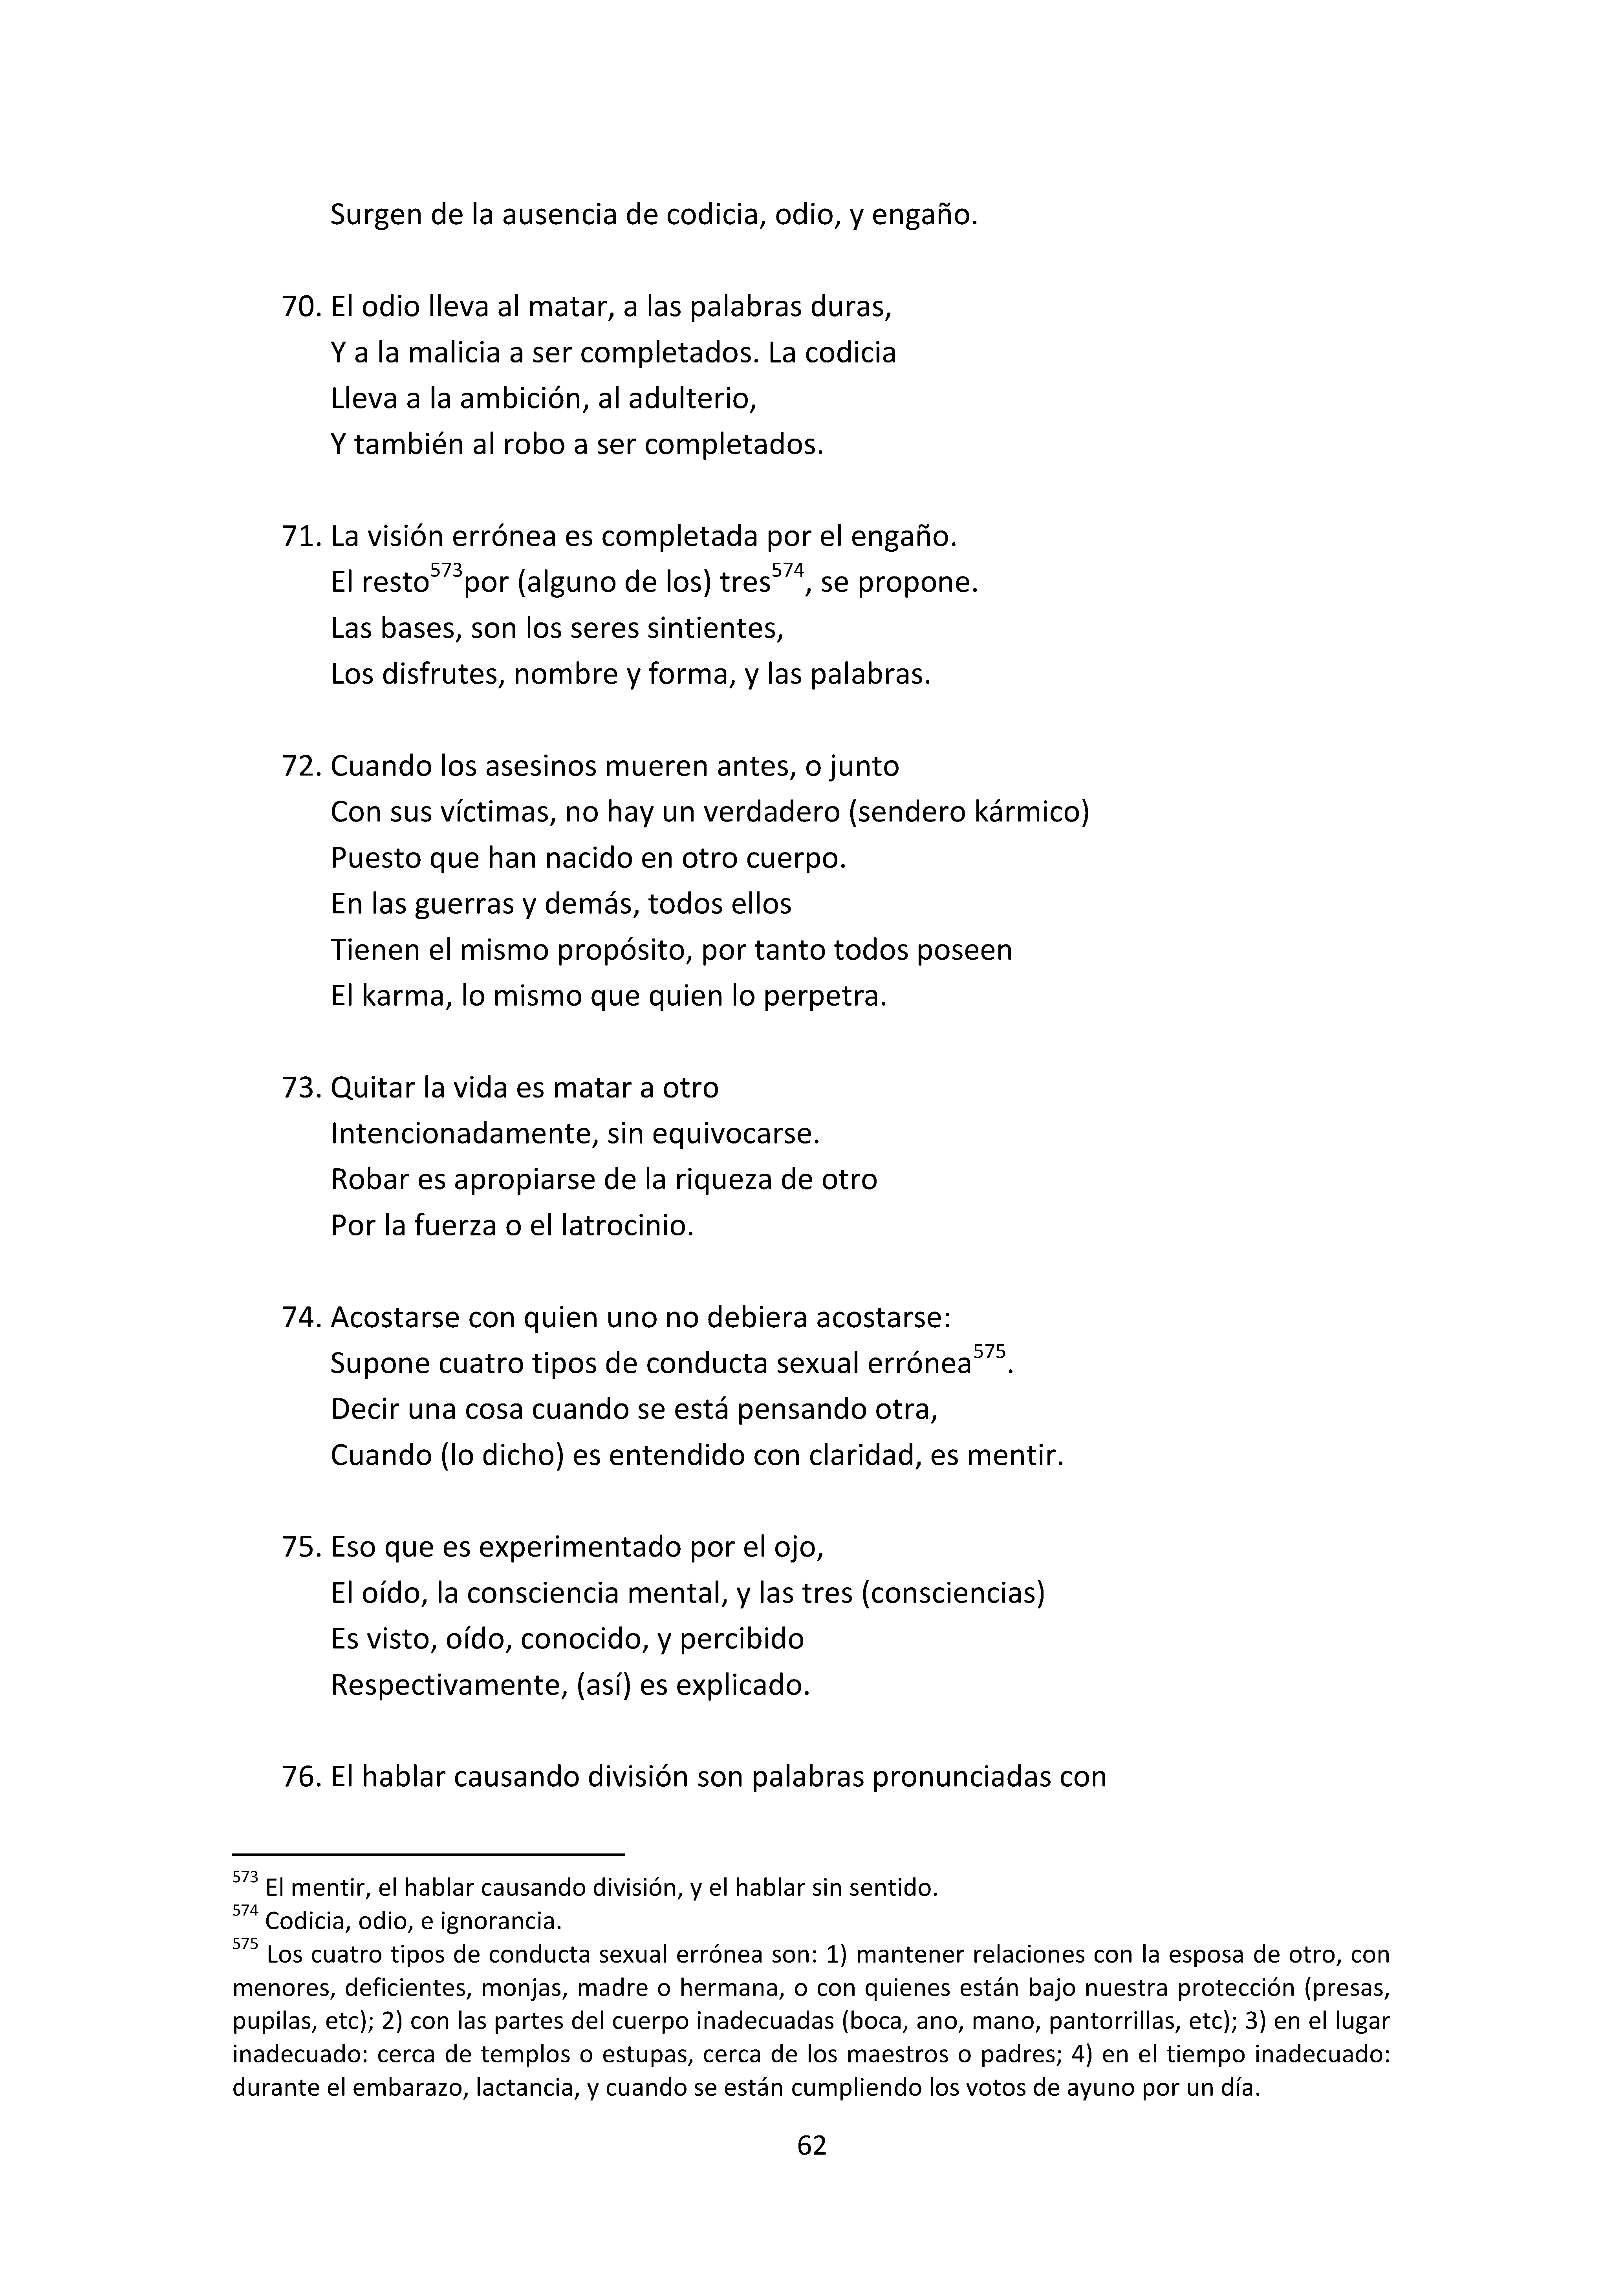 Surgen de la ausencia de codicia, odio, y engaño.
70. El odio lleva al matar, a las palabras duras,
Y a la malicia a ser completados. La codicia
Lleva a la ambición, al adulterio,
Y también al robo a ser completados.
71. La visión errónea es completada por el engaño.
El resto573por (alguno de los) tres574, se propone.
Las bases, son los seres sintientes,
Los disfrutes, nombre y forma, y las palabras.
72. Cuando los asesinos mueren antes, o junto
Con sus víctimas, no hay un verdadero (sendero kármico)
Puesto que han nacido en otro cuerpo.
En las guerras y demás, todos ellos
Tienen el mismo propósito, por tanto todos poseen
El karma, lo mismo que quien lo perpetra.
73. Quitar la vida es matar a otro
Intencionadamente, sin equivocarse.
Robar es apropiarse de la riqueza de otro
Por la fuerza o el latrocinio.
74. Acostarse con quien uno no debiera acostarse:
Supone cuatro tipos de conducta sexual errónea575.
Decir una cosa cuando se está pensando otra,
Cuando (lo dicho) es entendido con claridad, es mentir.
75. Eso que es experimentado por el ojo,
El oído, la consciencia mental, y las tres (consciencias)
Es visto, oído, conocido, y percibido
Respectivamente, (así) es explicado.
76. El hablar causando división son palabras pronunciadas con
573 El mentir, el hablar causando división, y el hablar sin sentido.
574 Codicia, odio, e ignorancia.
575 Los cuatro tipos de conducta sexual errónea son: 1) mantener relaciones con la esposa de otro, con
menores, deficientes, monjas, madre o hermana, o con quienes están bajo nuestra protección (presas,
pupilas, etc); 2) con las partes del cuerpo inadecuadas (boca, ano, mano, pantorrillas, etc); 3) en el lugar
inadecuado: cerca de templos o estupas, cerca de los maestros o padres; 4) en el tiempo inadecuado:
durante el embarazo, lactancia, y cuando se están cumpliendo los votos de ayuno por un día.
62